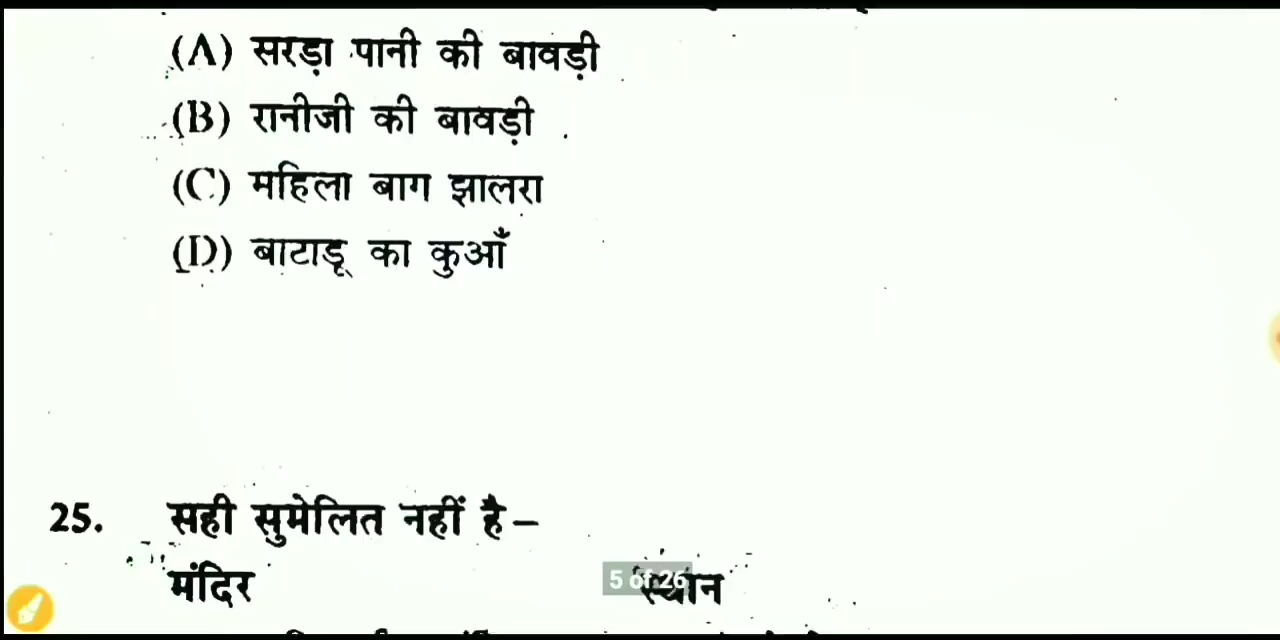 (A) सरड़ा पानी की बावड़ी
(B) रानीजी की बावड़ी
(C) महिला बाग झालरा
(D) बाटाडू का कुआँ
25. सही सुमेलित नहीं है–
मंदिर स्थान
5 of 26